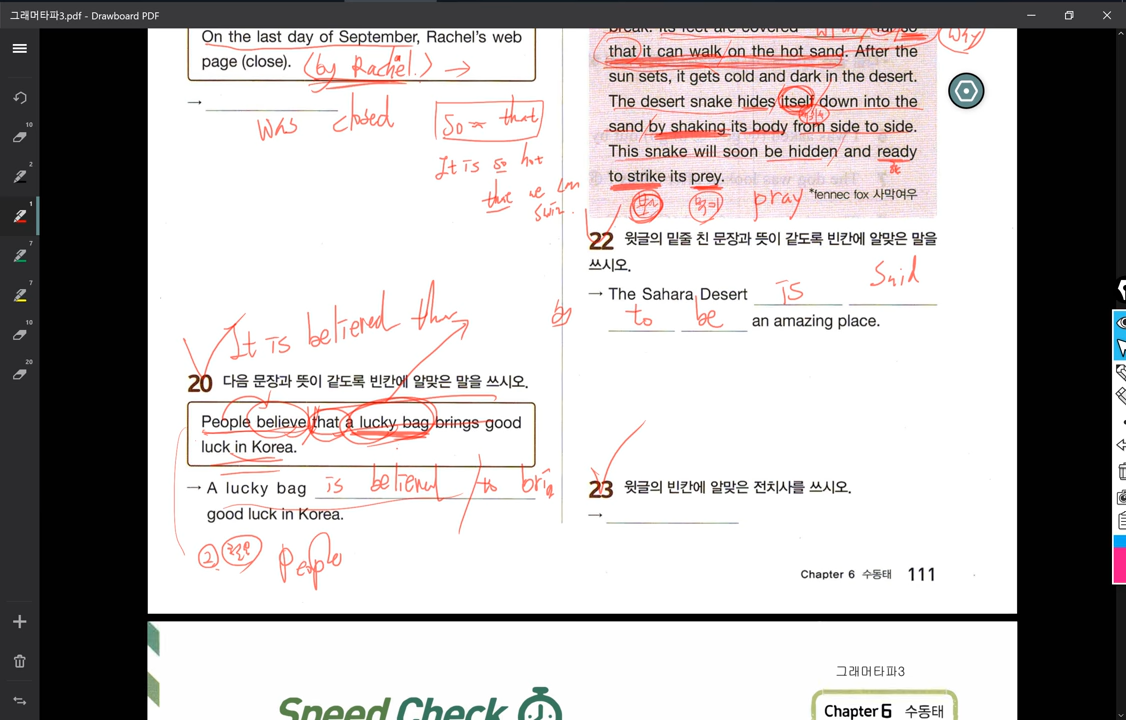 그래머타파3.pdf - Drawboard PDF
On the last day of September, Rachel's web
page (close). (by Rachel.) →
→
was closed
So ~ that
It is so hot
that we can
swim.
It is believed that
20 다음 문장과 뜻이 같도록 빈칸에 알맞은 말을 쓰시오.
People believe that a lucky bag brings good
luck in Korea.
→ A lucky bag is believed to brin
good luck in Korea.
② People
break. Its feet are covered
that it can walk on the hot sand. After the
sun sets, it gets cold and dark in the desert.
The desert snake hides itself down into the
sand by shaking its body from side to side.
This snake will soon be hidden and ready
to strike its prey.
pray
*fennec fox 사막여우
22 윗글의 밑줄 친 문장과 뜻이 같도록 빈칸에 알맞은 말을
쓰시오.
→ The Sahara Desert is said
to be an amazing place.
23 윗글의 빈칸에 알맞은 전치사를 쓰시오.
→
Chapter 6 수동태 111
그래머타파3
Speed Check
Chapter 6 수동태
10
2
1
7
7
10
20